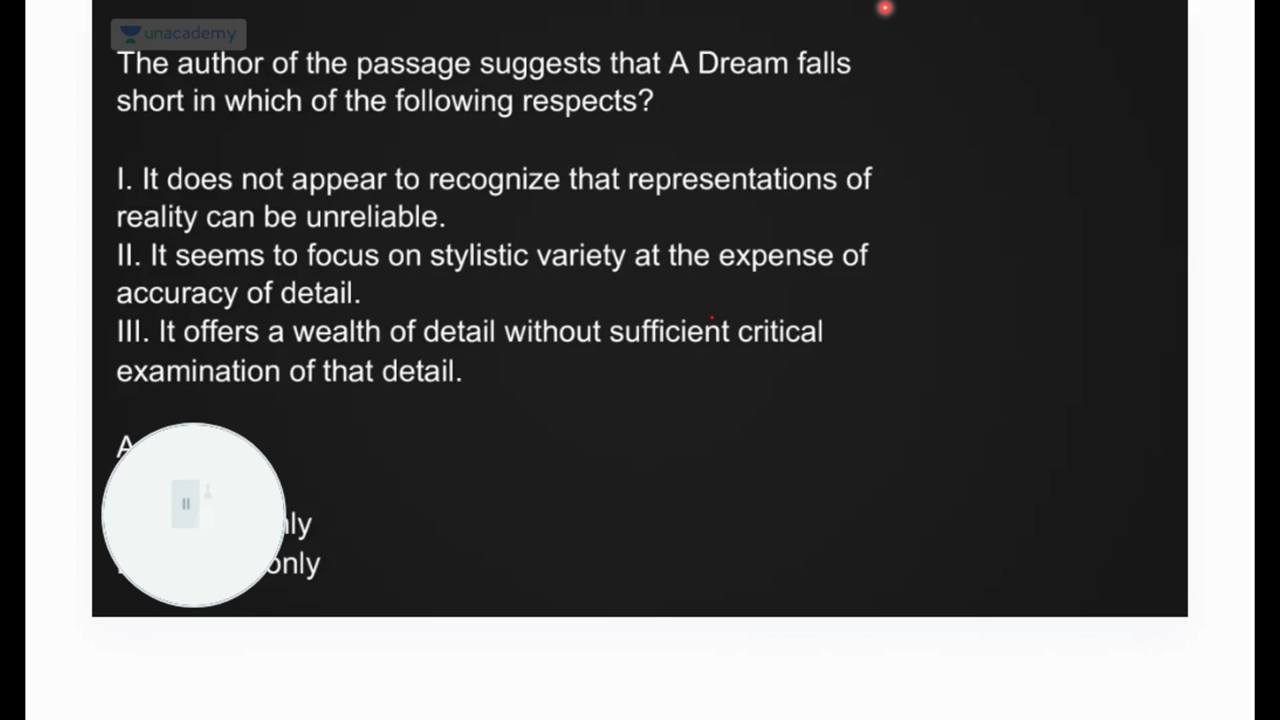 unacademy
The author of the passage suggests that A Dream falls
short in which of the following respects?
I. It does not appear to recognize that representations of
reality can be unreliable.
II. It seems to focus on stylistic variety at the expense of
accuracy of detail.
III. It offers a wealth of detail without sufficient critical
examination of that detail.
A
only